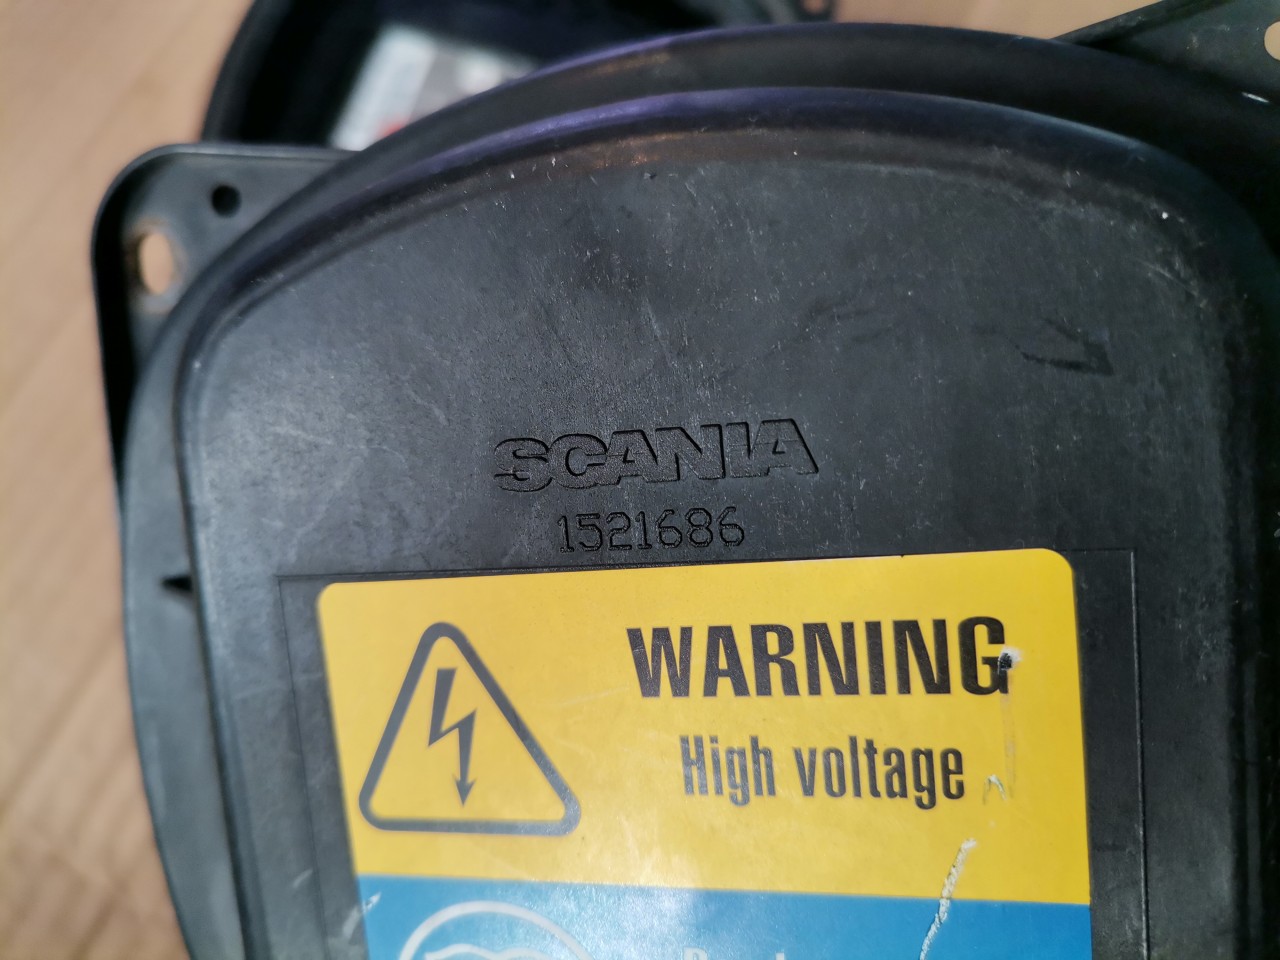 SCANIA
1521686
WARNING
High voltage